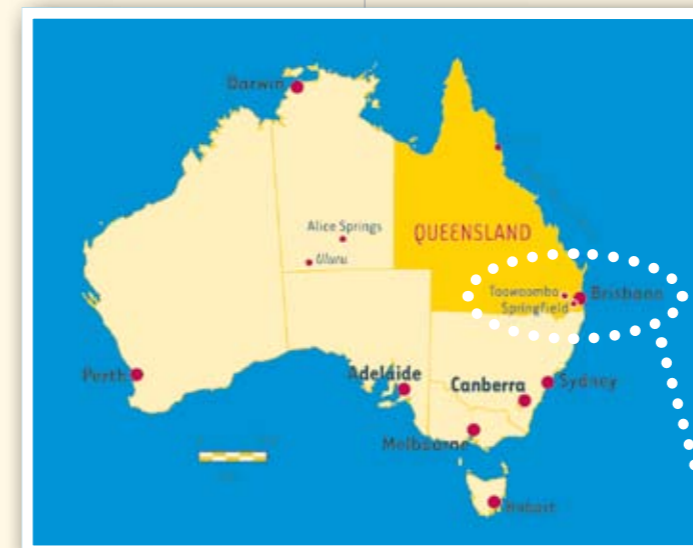 Darwin
Alice Springs
Uluru
QUEENSLAND
Toowoomba
Springfield
Brisbane
Perth
Adelaide
Canberra
Sydney
Melbourne
Hobart